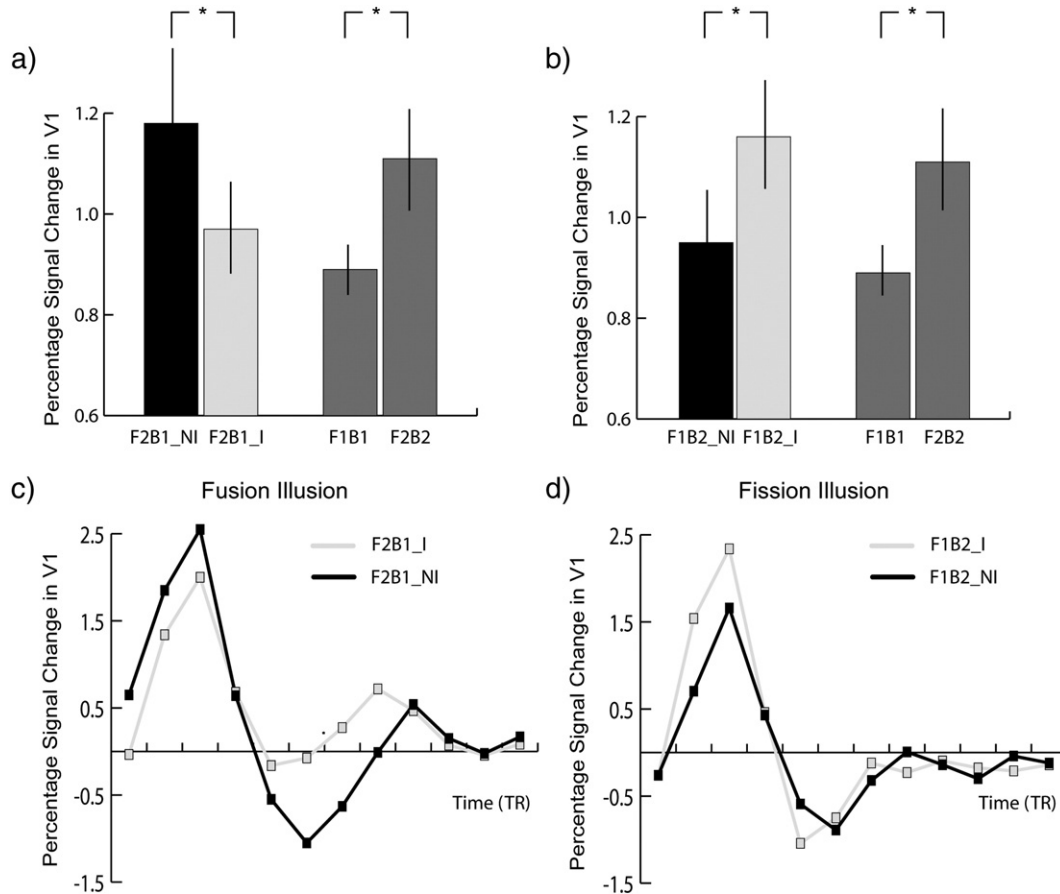 a)
* *
Percentage Signal Change in V1
1.2
1.0
0.8
0.6
F2B1_NI F2B1_I F1B1 F2B2
b)
* *
Percentage Signal Change in V1
1.2
1.0
0.8
0.6
F1B2_NI F1B2_I F1B1 F2B2
c)
Fusion Illusion
Percentage Signal Change in V1
2.5
1.5
0.5
-0.5
-1.5
F2B1_I
F2B1_NI
Time (TR)
d)
Fission Illusion
Percentage Signal Change in V1
2.5
1.5
0.5
-0.5
-1.5
F1B2_I
F1B2_NI
Time (TR)